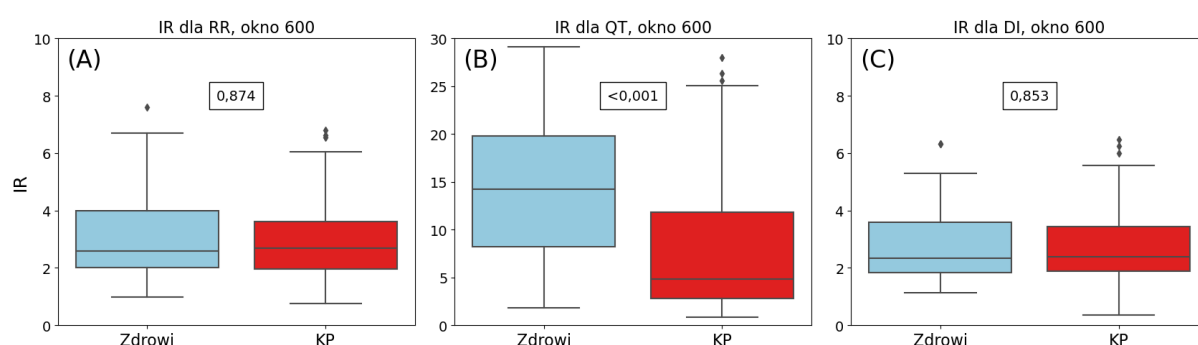 IR dla RR, okno 600
(A)
0,874
IR
10
8
6
4
2
0
Zdrowi
KP
IR dla QT, okno 600
(B)
<0,001
30
25
20
15
10
5
0
Zdrowi
KP
IR dla DI, okno 600
(C)
0,853
10
8
6
4
2
0
Zdrowi
KP